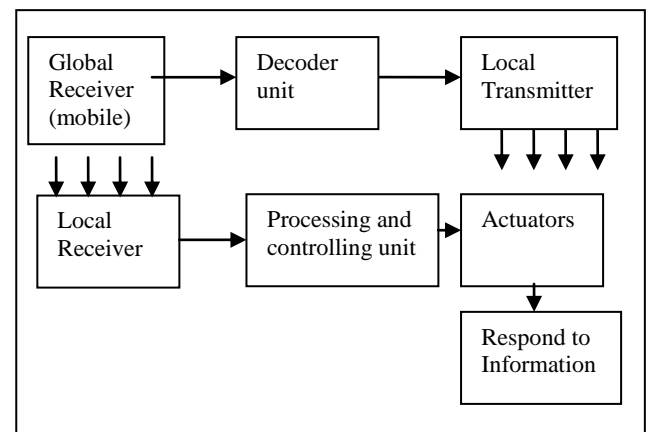 Global
Receiver
(mobile)
Decoder
unit
Local
Transmitter
Local
Receiver
Processing and
controlling unit
Actuators
Respond to
Information